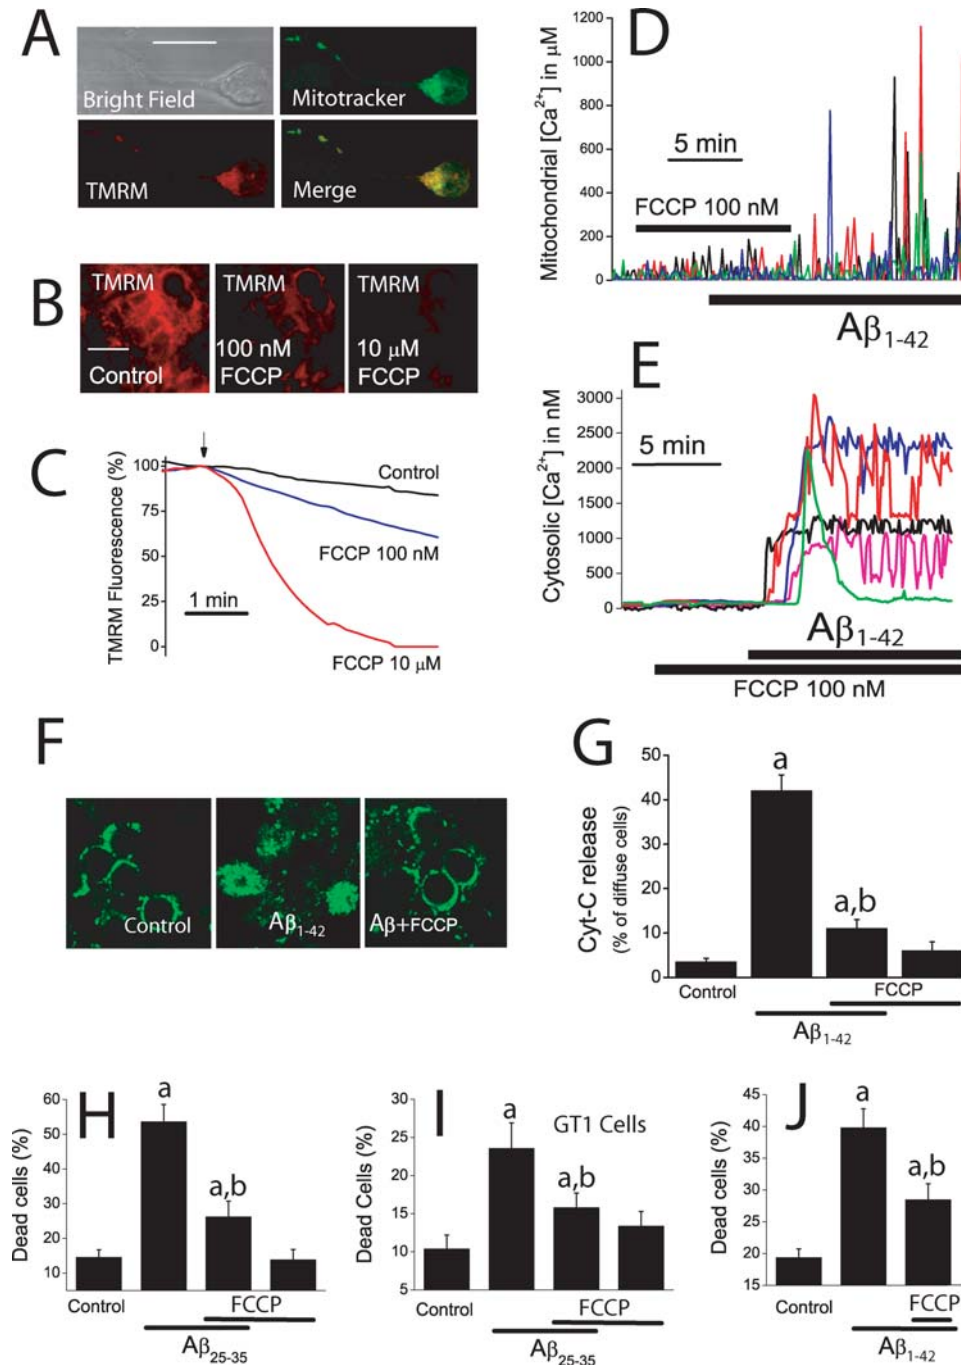 A
Bright Field
Mitotracker
TMRM
Merge
B
TMRM
Control
TMRM
100 nM
FCCP
TMRM
10 µM
FCCP
C
TMRM Fluorescence (%)
100
75
50
25
0
Control
FCCP 100 nM
1 min
FCCP 10 µM
D
Mitochondrial [Ca²⁺] in µM
1200
1000
800
600
400
200
0
5 min
FCCP 100 nM
Aβ₁₋₄₂
E
Cytosolic [Ca²⁺] in nM
3000
2500
2000
1500
1000
500
0
5 min
Aβ₁₋₄₂
FCCP 100 nM
F
Control
Aβ₁₋₄₂
Aβ+FCCP
G
Cyt-C release
(% of diffuse cells)
50
40
30
20
10
0
a
a,b
Control
FCCP
Aβ₁₋₄₂
H
Dead cells (%)
60
50
40
30
20
10
a
a,b
Control
FCCP
Aβ₂₅₋₃₅
I
GT1 Cells
Dead Cells (%)
30
25
20
15
10
5
a
a,b
Control
FCCP
Aβ₂₅₋₃₅
J
Dead cells (%)
45
40
35
30
25
20
15
a
a,b
Control
FCCP
Aβ₁₋₄₂